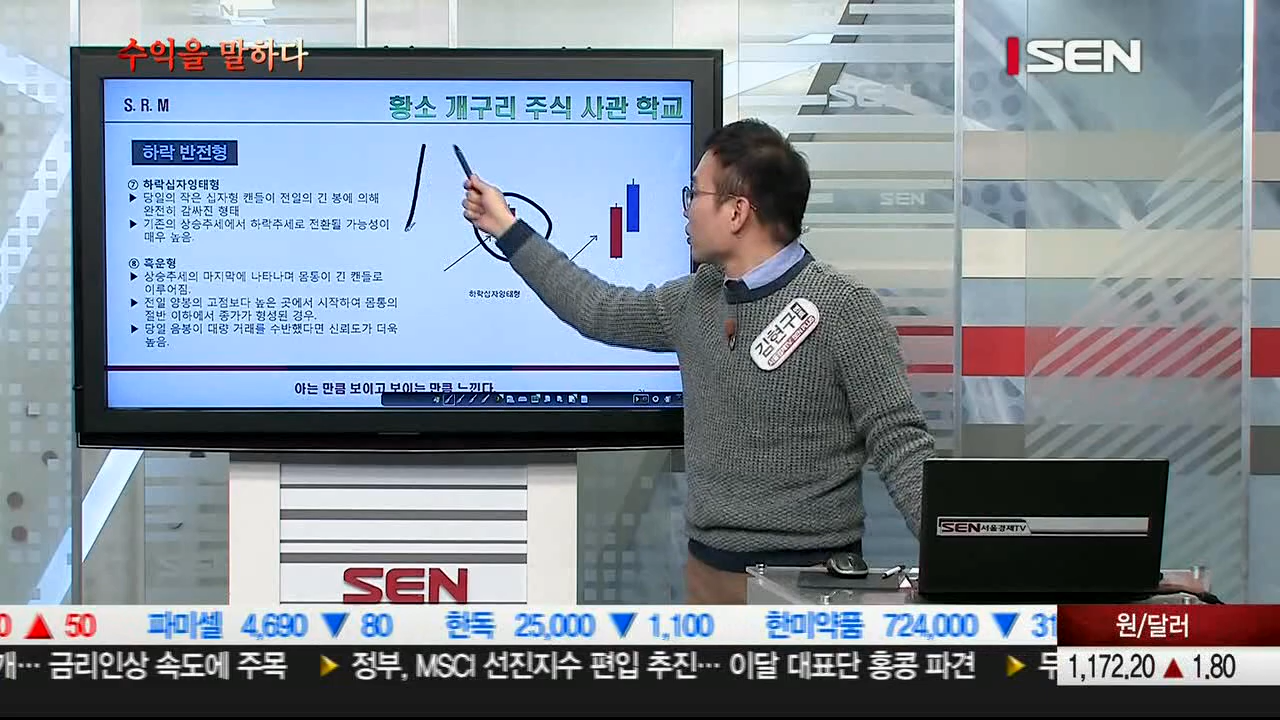 수익을 말하다
SEN
S. R. M
황소 개구리 주식 사관 학교
하락 반전형
⑦ 하락십자잉태형
▶ 당일의 작은 십자형 캔들이 전일의 긴 봉에 의해
완전히 감싸진 형태
▶ 기존의 상승추세에서 하락추세로 전환될 가능성이
매우 높음.
⑧ 흑운형
▶ 상승추세의 마지막에 나타나며 몸통이 긴 캔들로
이루어짐.
▶ 전일 양봉의 고점보다 높은 곳에서 시작하여 몸통의
절반 이하에서 종가가 형성된 경우.
▶ 당일 음봉이 대량 거래를 수반했다면 신뢰도가 더욱
높음.
하락십자잉태형
아는 만큼 보이고 보이는 만큼 느낀다
SEN
SEN
김현구
SEN 서울경제TV
SEN
0 ▲ 50 파미셀 4,690 ▼ 80 한독 25,000 ▼ 1,100 한미약품 724,000 ▼ 31
원/달러
개… 금리인상 속도에 주목 ▶ 정부, MSCI 선진지수 편입 추진… 이달 대표단 홍콩 파견 ▶
1,172.20 ▲ 1.80